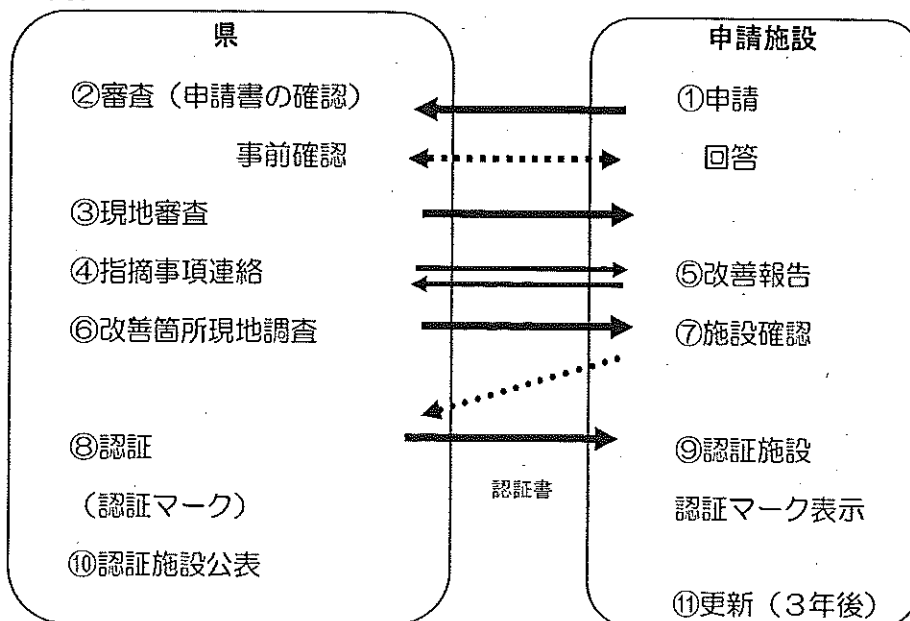 県
②審査（申請書の確認）
事前確認
③現地審査
④指摘事項連絡
⑥改善箇所現地調査
⑧認証
（認証マーク）
⑩認証施設公表
認証書
申請施設
①申請
回答
⑤改善報告
⑦施設確認
⑨認証施設
認証マーク表示
⑪更新（3年後）